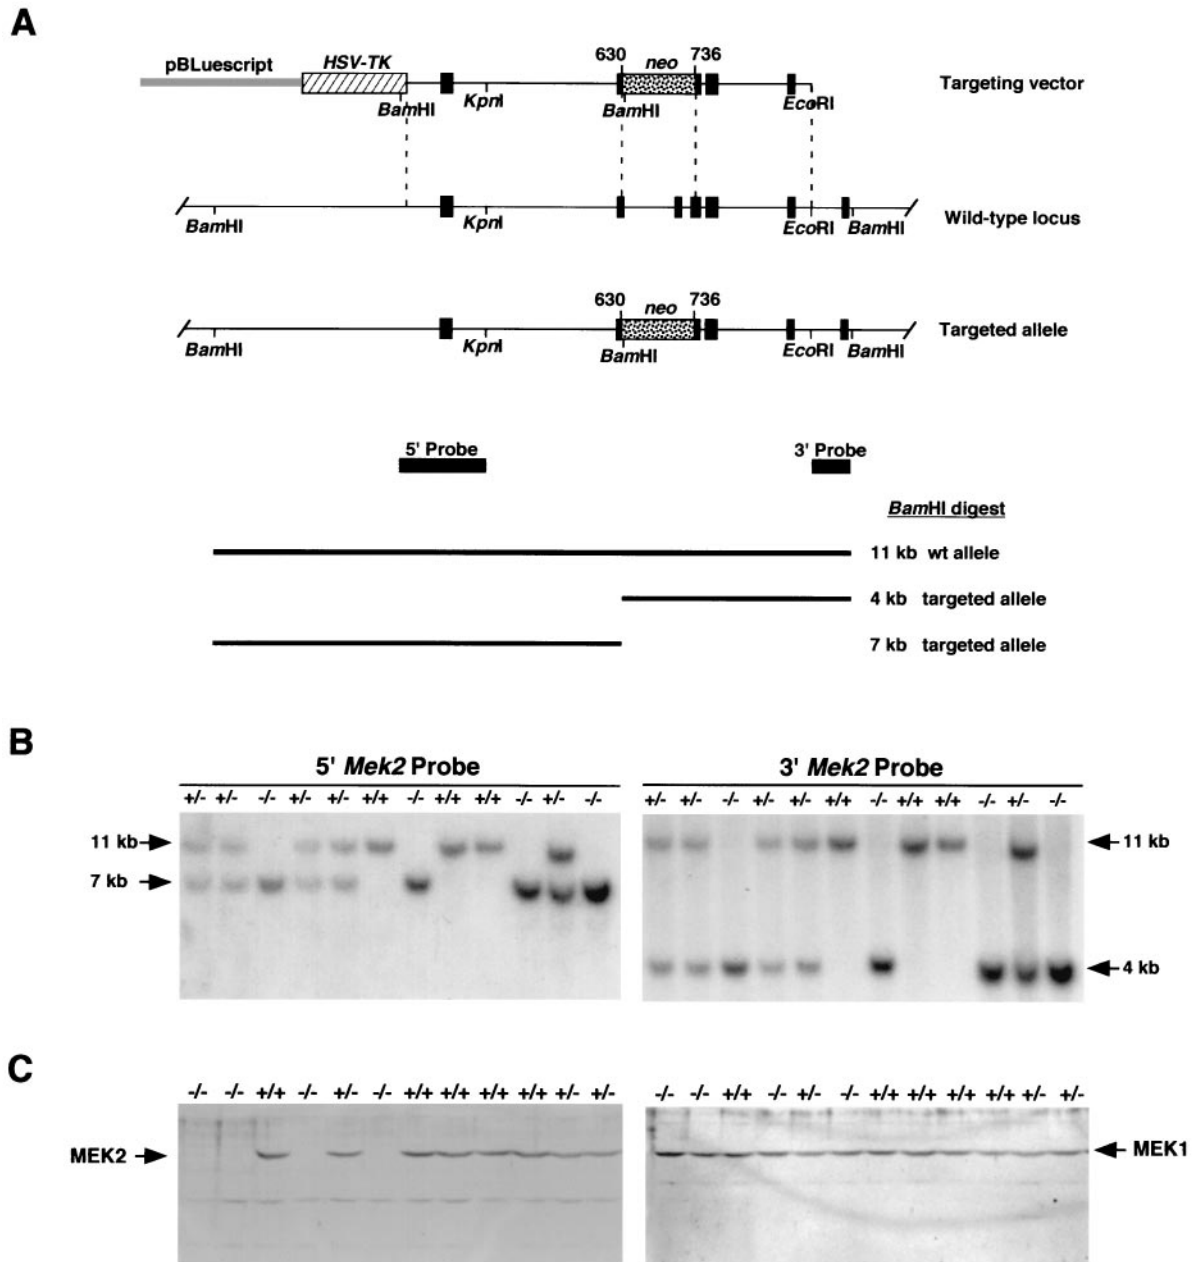 A
pBLuescript HSV-TK 630 neo 736
BamHI KpnI BamHI EcoRI
Targeting vector
BamHI KpnI EcoRI BamHI
Wild-type locus
630 neo 736
BamHI KpnI BamHI EcoRI BamHI
Targeted allele
5' Probe 3' Probe
BamHI digest
11 kb wt allele
4 kb targeted allele
7 kb targeted allele
B
5' Mek2 Probe
+/- +/- -/- +/- +/- +/+ -/- +/+ +/+ -/- +/- -/-
11 kb
7 kb
3' Mek2 Probe
+/- +/- -/- +/- +/- +/+ -/- +/+ +/+ -/- +/- -/-
11 kb
4 kb
C
-/- -/- +/+ -/- +/- -/- +/+ +/+ +/+ +/+ +/- +/-
MEK2
-/- -/- +/+ -/- +/- -/- +/+ +/+ +/+ +/+ +/- +/-
MEK1